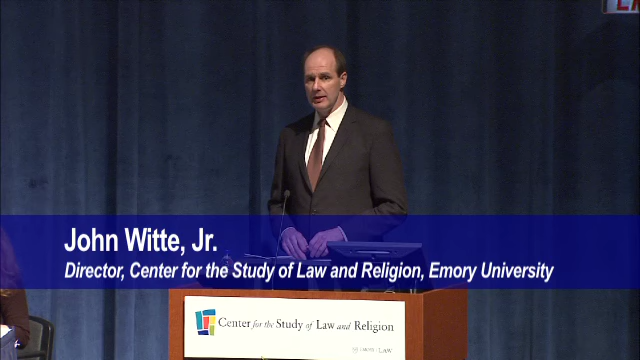 John Witte, Jr.
Director, Center for the Study of Law and Religion, Emory University
Center for the Study of Law and Religion
LAW